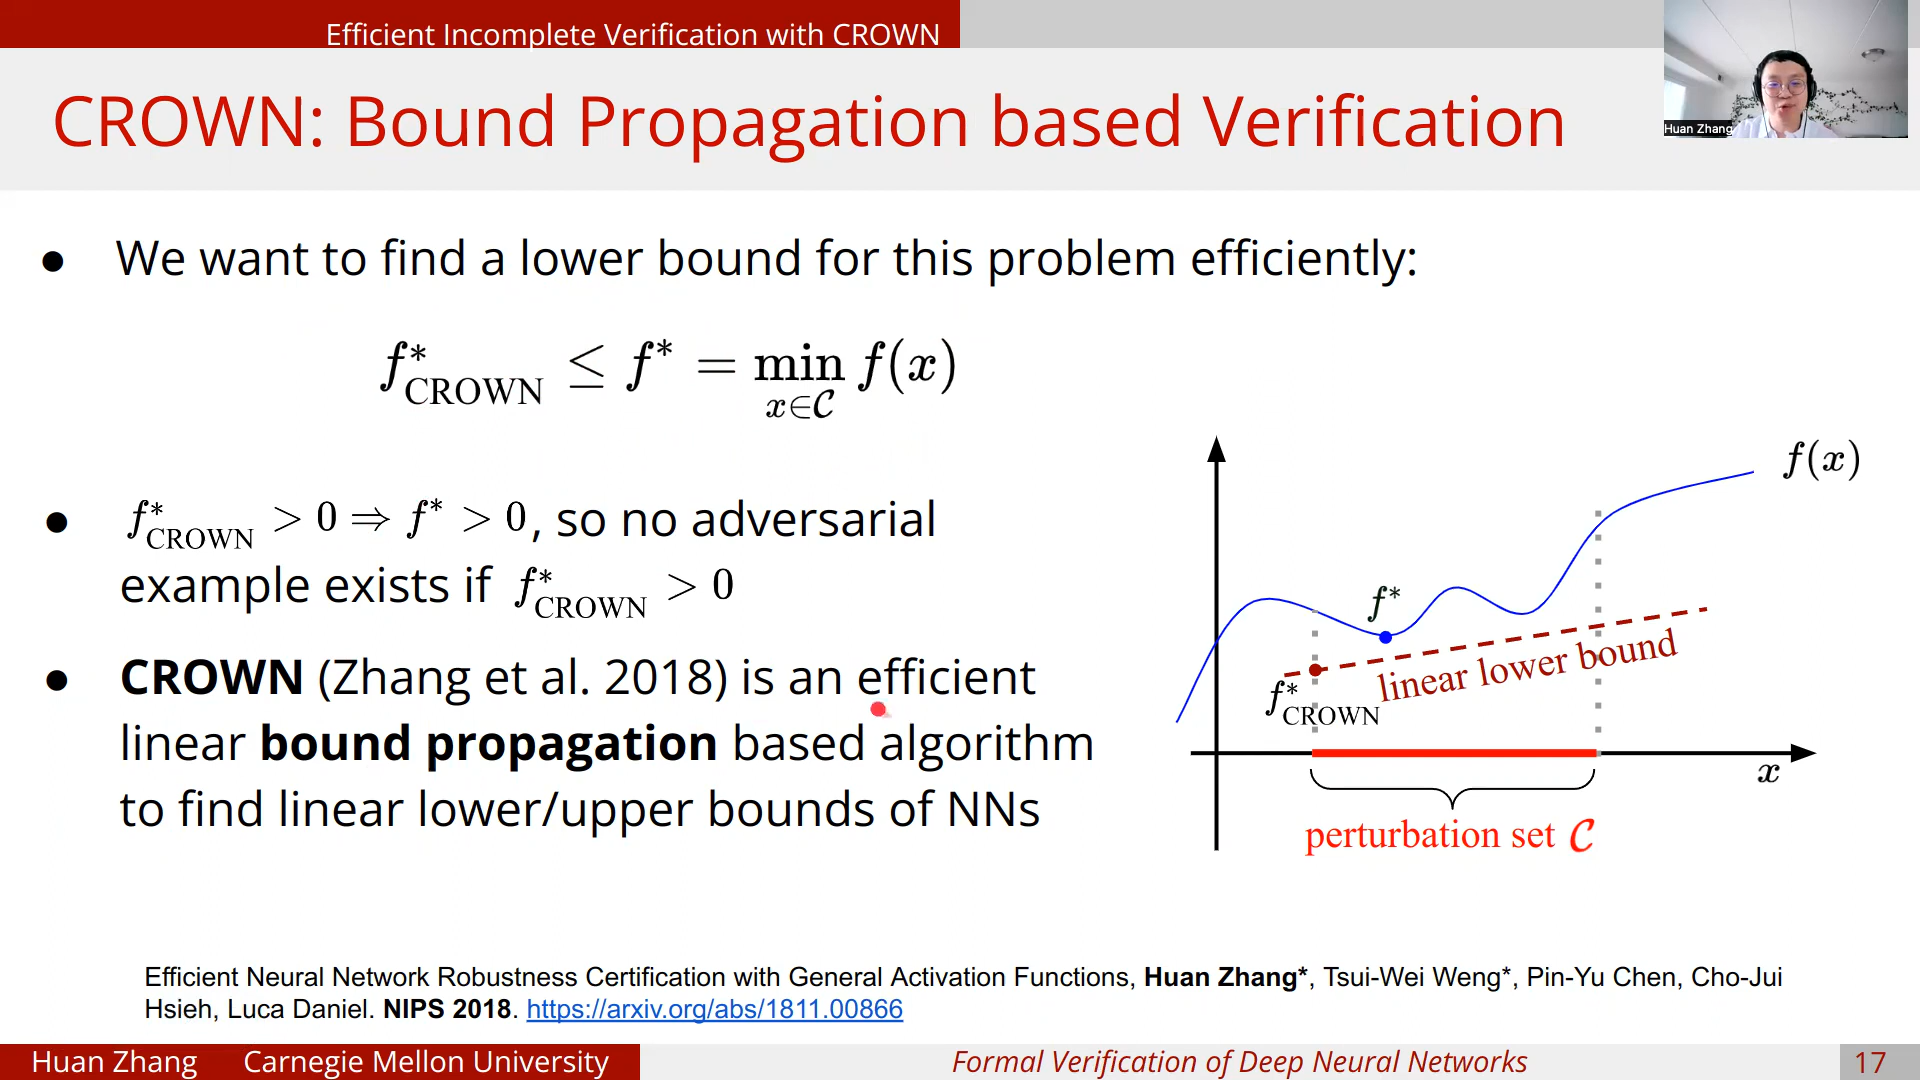 Efficient Incomplete Verification with CROWN
CROWN: Bound Propagation based Verification
Huan Zhang
● We want to find a lower bound for this problem efficiently:
f*_CROWN ≤ f* = min_{x∈𝒞} f(x)
● f*_CROWN > 0 ⇒ f* > 0, so no adversarial
example exists if f*_CROWN > 0
● CROWN (Zhang et al. 2018) is an efficient
linear bound propagation based algorithm
to find linear lower/upper bounds of NNs
f(x)
f*
linear lower bound
f*_CROWN
x
perturbation set 𝒞
Efficient Neural Network Robustness Certification with General Activation Functions, Huan Zhang*, Tsui-Wei Weng*, Pin-Yu Chen, Cho-Jui
Hsieh, Luca Daniel. NIPS 2018. https://arxiv.org/abs/1811.00866
Huan Zhang Carnegie Mellon University
Formal Verification of Deep Neural Networks
17